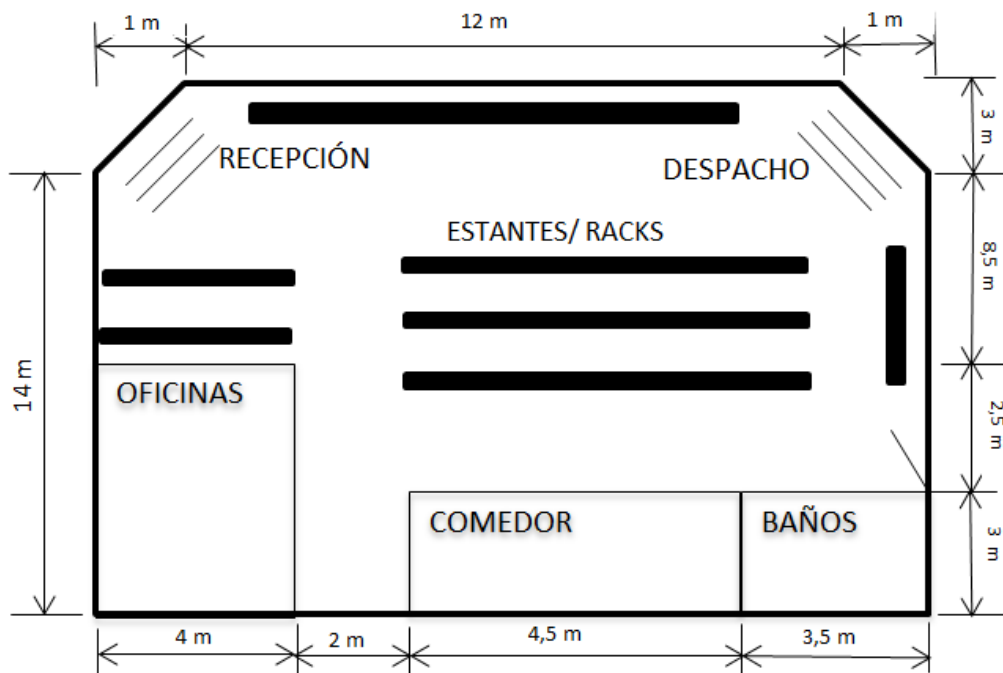 1 m
12 m
1 m
3 m
RECEPCIÓN
DESPACHO
ESTANTES/ RACKS
8,5 m
14 m
OFICINAS
2,5 m
COMEDOR
BAÑOS
3 m
4 m
2 m
4,5 m
3,5 m